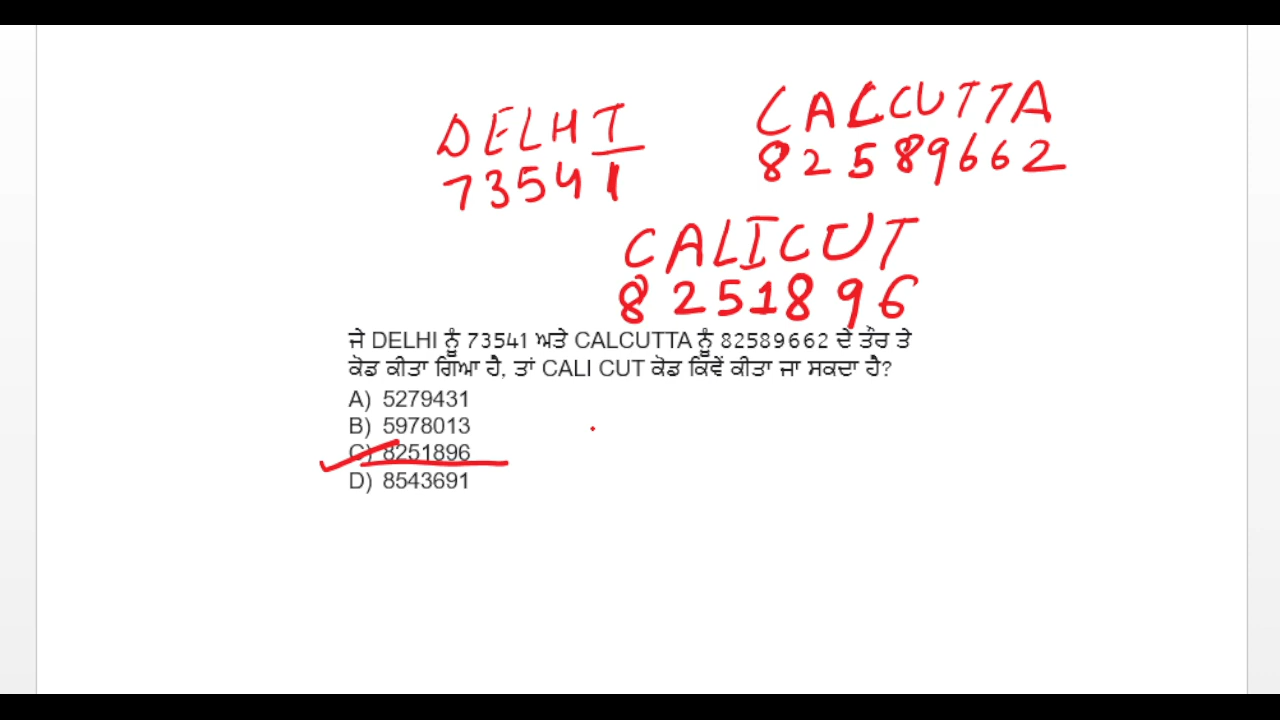 DELHI
73541
CALCUTTA
82589662
CALICUT
8251896
ਜੇ DELHI ਨੂੰ 73541 ਅਤੇ CALCUTTA ਨੂੰ 82589662 ਦੇ ਤੌਰ ਤੇ
ਕੋਡ ਕੀਤਾ ਗਿਆ ਹੈ, ਤਾਂ CALI CUT ਕੋਡ ਕਿਵੇਂ ਕੀਤਾ ਜਾ ਸਕਦਾ ਹੈ?
A) 5279431
B) 5978013
C) 8251896
D) 8543691